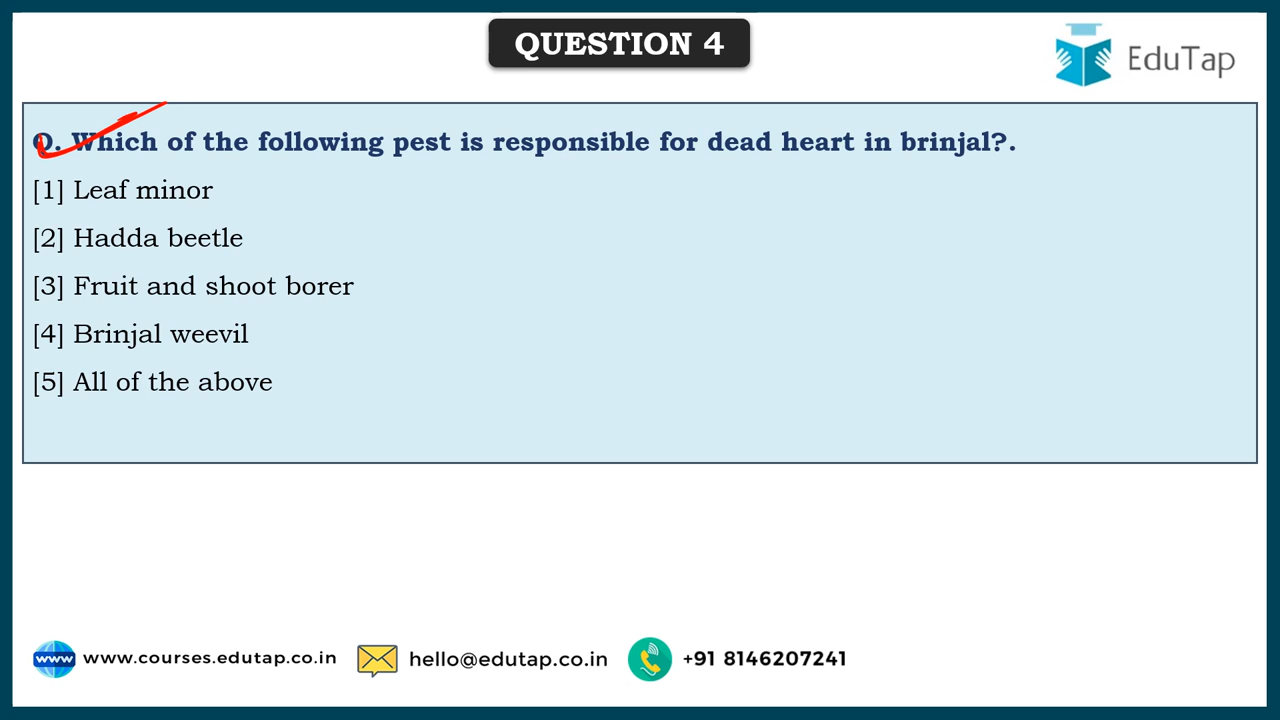 QUESTION 4
EduTap
Q. Which of the following pest is responsible for dead heart in brinjal?.
[1] Leaf minor
[2] Hadda beetle
[3] Fruit and shoot borer
[4] Brinjal weevil
[5] All of the above
www www.courses.edutap.co.in hello@edutap.co.in +91 8146207241